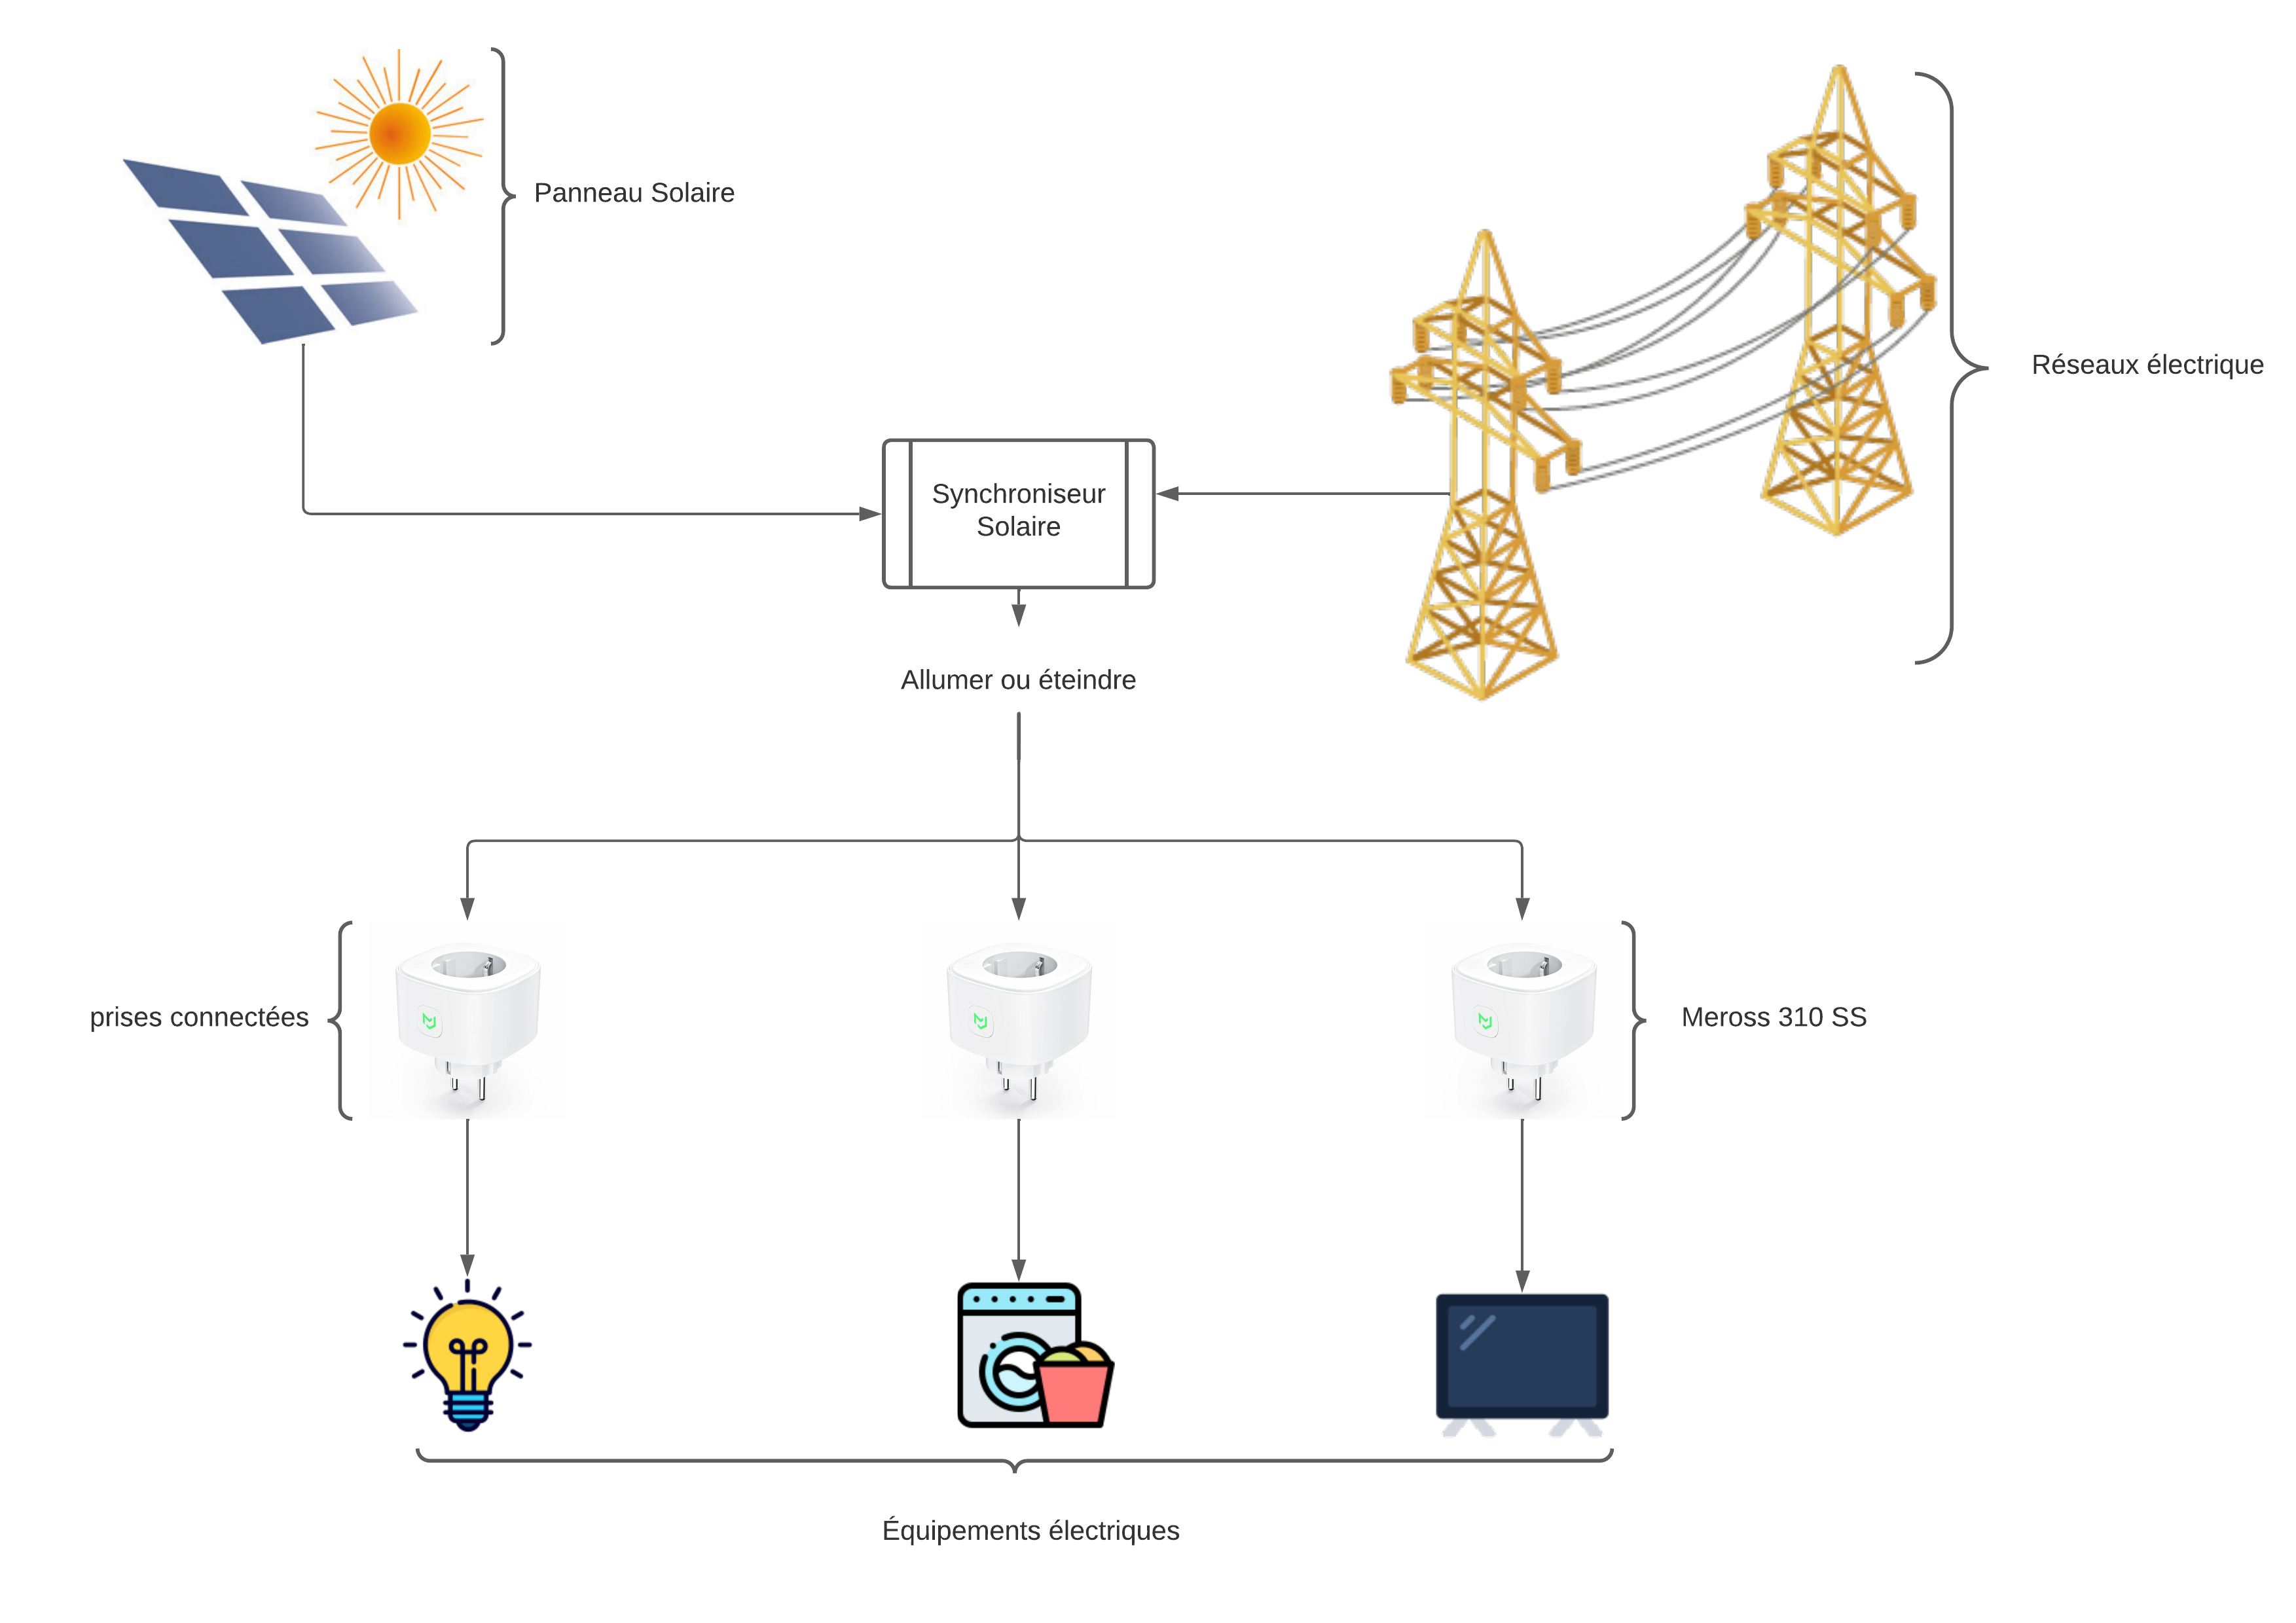 Panneau Solaire
Réseaux électrique
Synchroniseur
Solaire
Allumer ou éteindre
prises connectées
Meross 310 SS
Équipements électriques